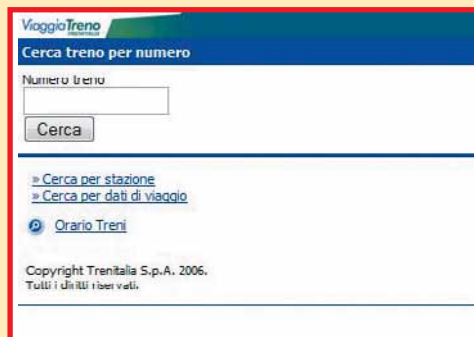 ViaggioTreno
TRENITALIA
Cerca treno per numero
Numero treno
Cerca
» Cerca per stazione
» Cerca per dati di viaggio
Orario Treni
Copyright Trenitalia S.p.A. 2006.
Tutti i diritti riservati.